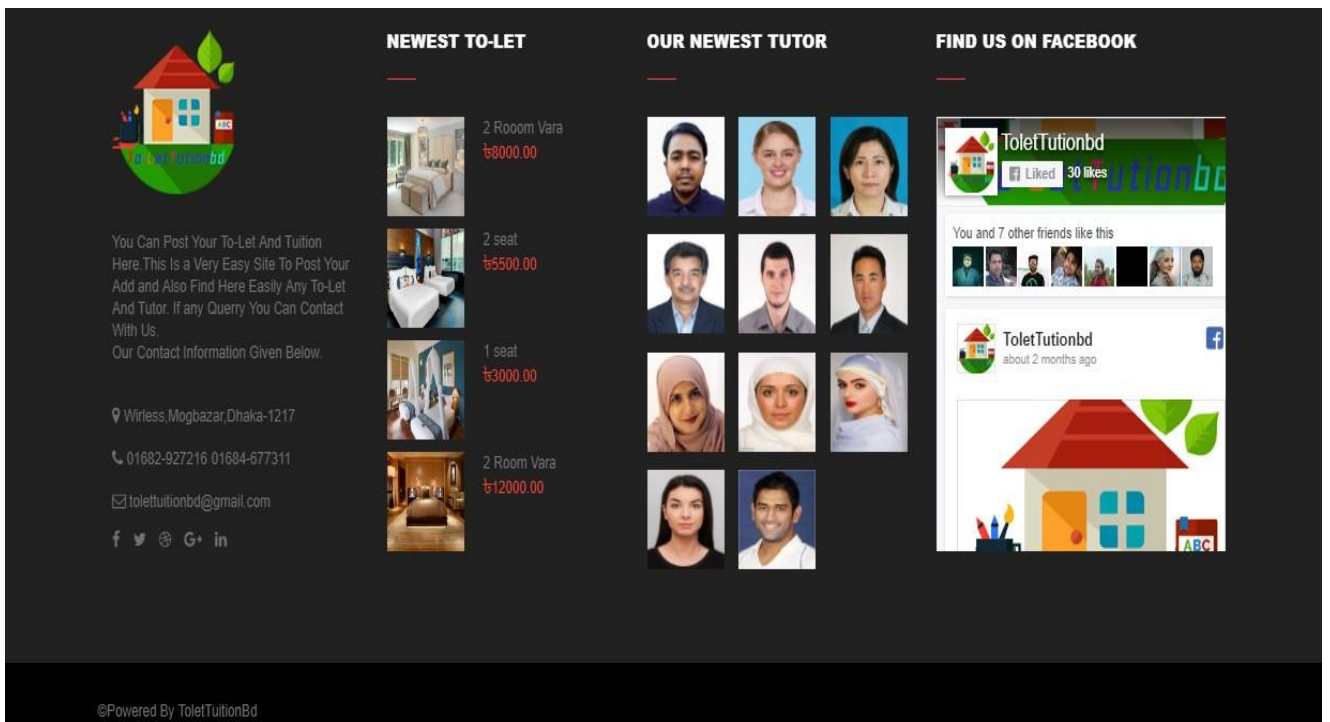 To Let Tutionbd
You Can Post Your To-Let And Tuition
Here.This Is a Very Easy Site To Post Your
Add and Also Find Here Easily Any To-Let
And Tutor. If any Querry You Can Contact
With Us.
Our Contact Information Given Below.
Wirless,Mogbazar,Dhaka-1217
01682-927216 01684-677311
tolettuitionbd@gmail.com
NEWEST TO-LET
2 Rooom Vara
৳8000.00
2 seat
৳5500.00
1 seat
৳3000.00
2 Room Vara
৳12000.00
OUR NEWEST TUTOR
FIND US ON FACEBOOK
ToletTutionbd
Liked 30 likes
You and 7 other friends like this
ToletTutionbd
about 2 months ago
ABC
©Powered By ToletTuitionBd